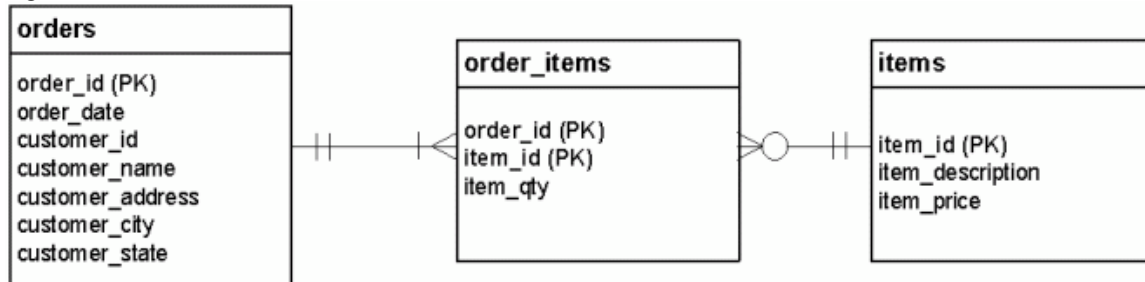 orders
order_id (PK)
order_date
customer_id
customer_name
customer_address
customer_city
customer_state
order_items
order_id (PK)
item_id (PK)
item_qty
items
item_id (PK)
item_description
item_price